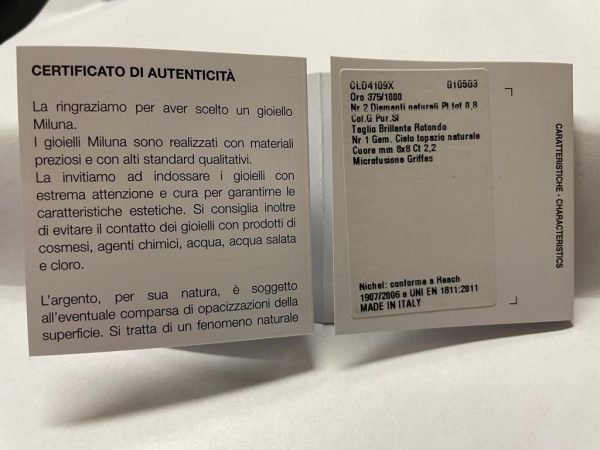 CERTIFICATO DI AUTENTICITÀ
La ringraziamo per aver scelto un gioiello
Miluna.
I gioielli Miluna sono realizzati con materiali
preziosi e con alti standard qualitativi.
La invitiamo ad indossare i gioielli con
estrema attenzione e cura per garantirne le
caratteristiche estetiche. Si consiglia inoltre
di evitare il contatto dei gioielli con prodotti di
cosmesi, agenti chimici, acqua, acqua salata
e cloro.
L'argento, per sua natura, è soggetto
all'eventuale comparsa di opacizzazioni della
superficie. Si tratta di un fenomeno naturale
CLD4109X 010503
Oro 375/1000
Nr 2 Diamanti naturali Pt tot 0,8
Col.G Pur.SI
Taglio Brillante Rotondo
Nr 1 Gem. Cielo topazio naturale
Cuore mm 8x8 Ct 2,2
Microfusione Griffes
Nichel: conforme a Reach
1907/2006 e UNI EN 1811:2011
MADE IN ITALY
CARATTERISTICHE - CHARACTERISTICS